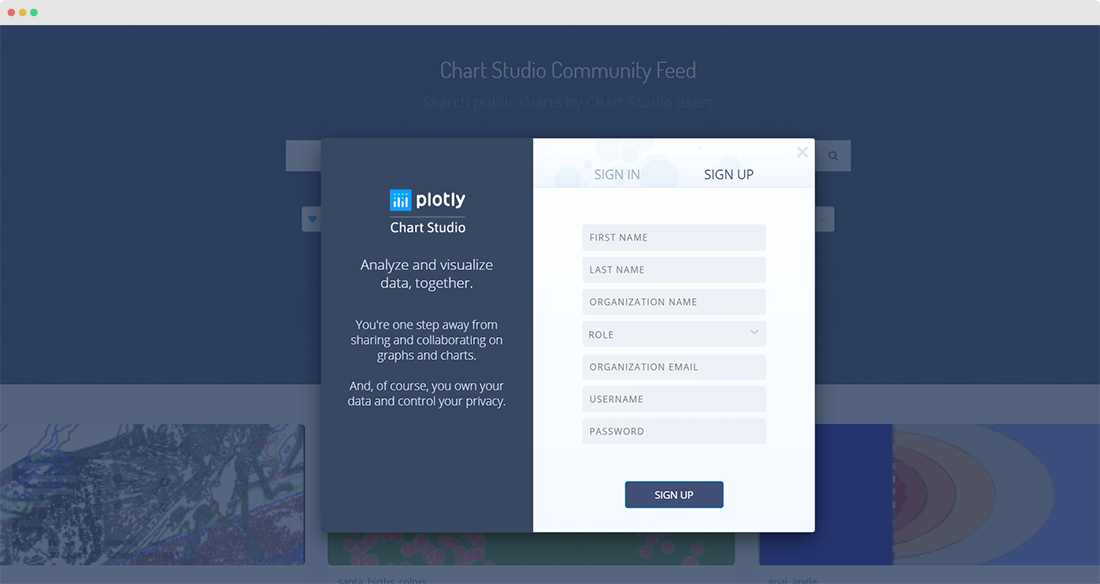 Chart Studio Community Feed
Search public charts by Chart Studio users
SIGN IN
SIGN UP
plotly
Chart Studio
Analyze and visualize
data, together.
You're one step away from
sharing and collaborating on
graphs and charts.
And, of course, you own your
data and control your privacy.
FIRST NAME
LAST NAME
ORGANIZATION NAME
ROLE
ORGANIZATION EMAIL
USERNAME
PASSWORD
SIGN UP
santa_births_colors
goal_angle